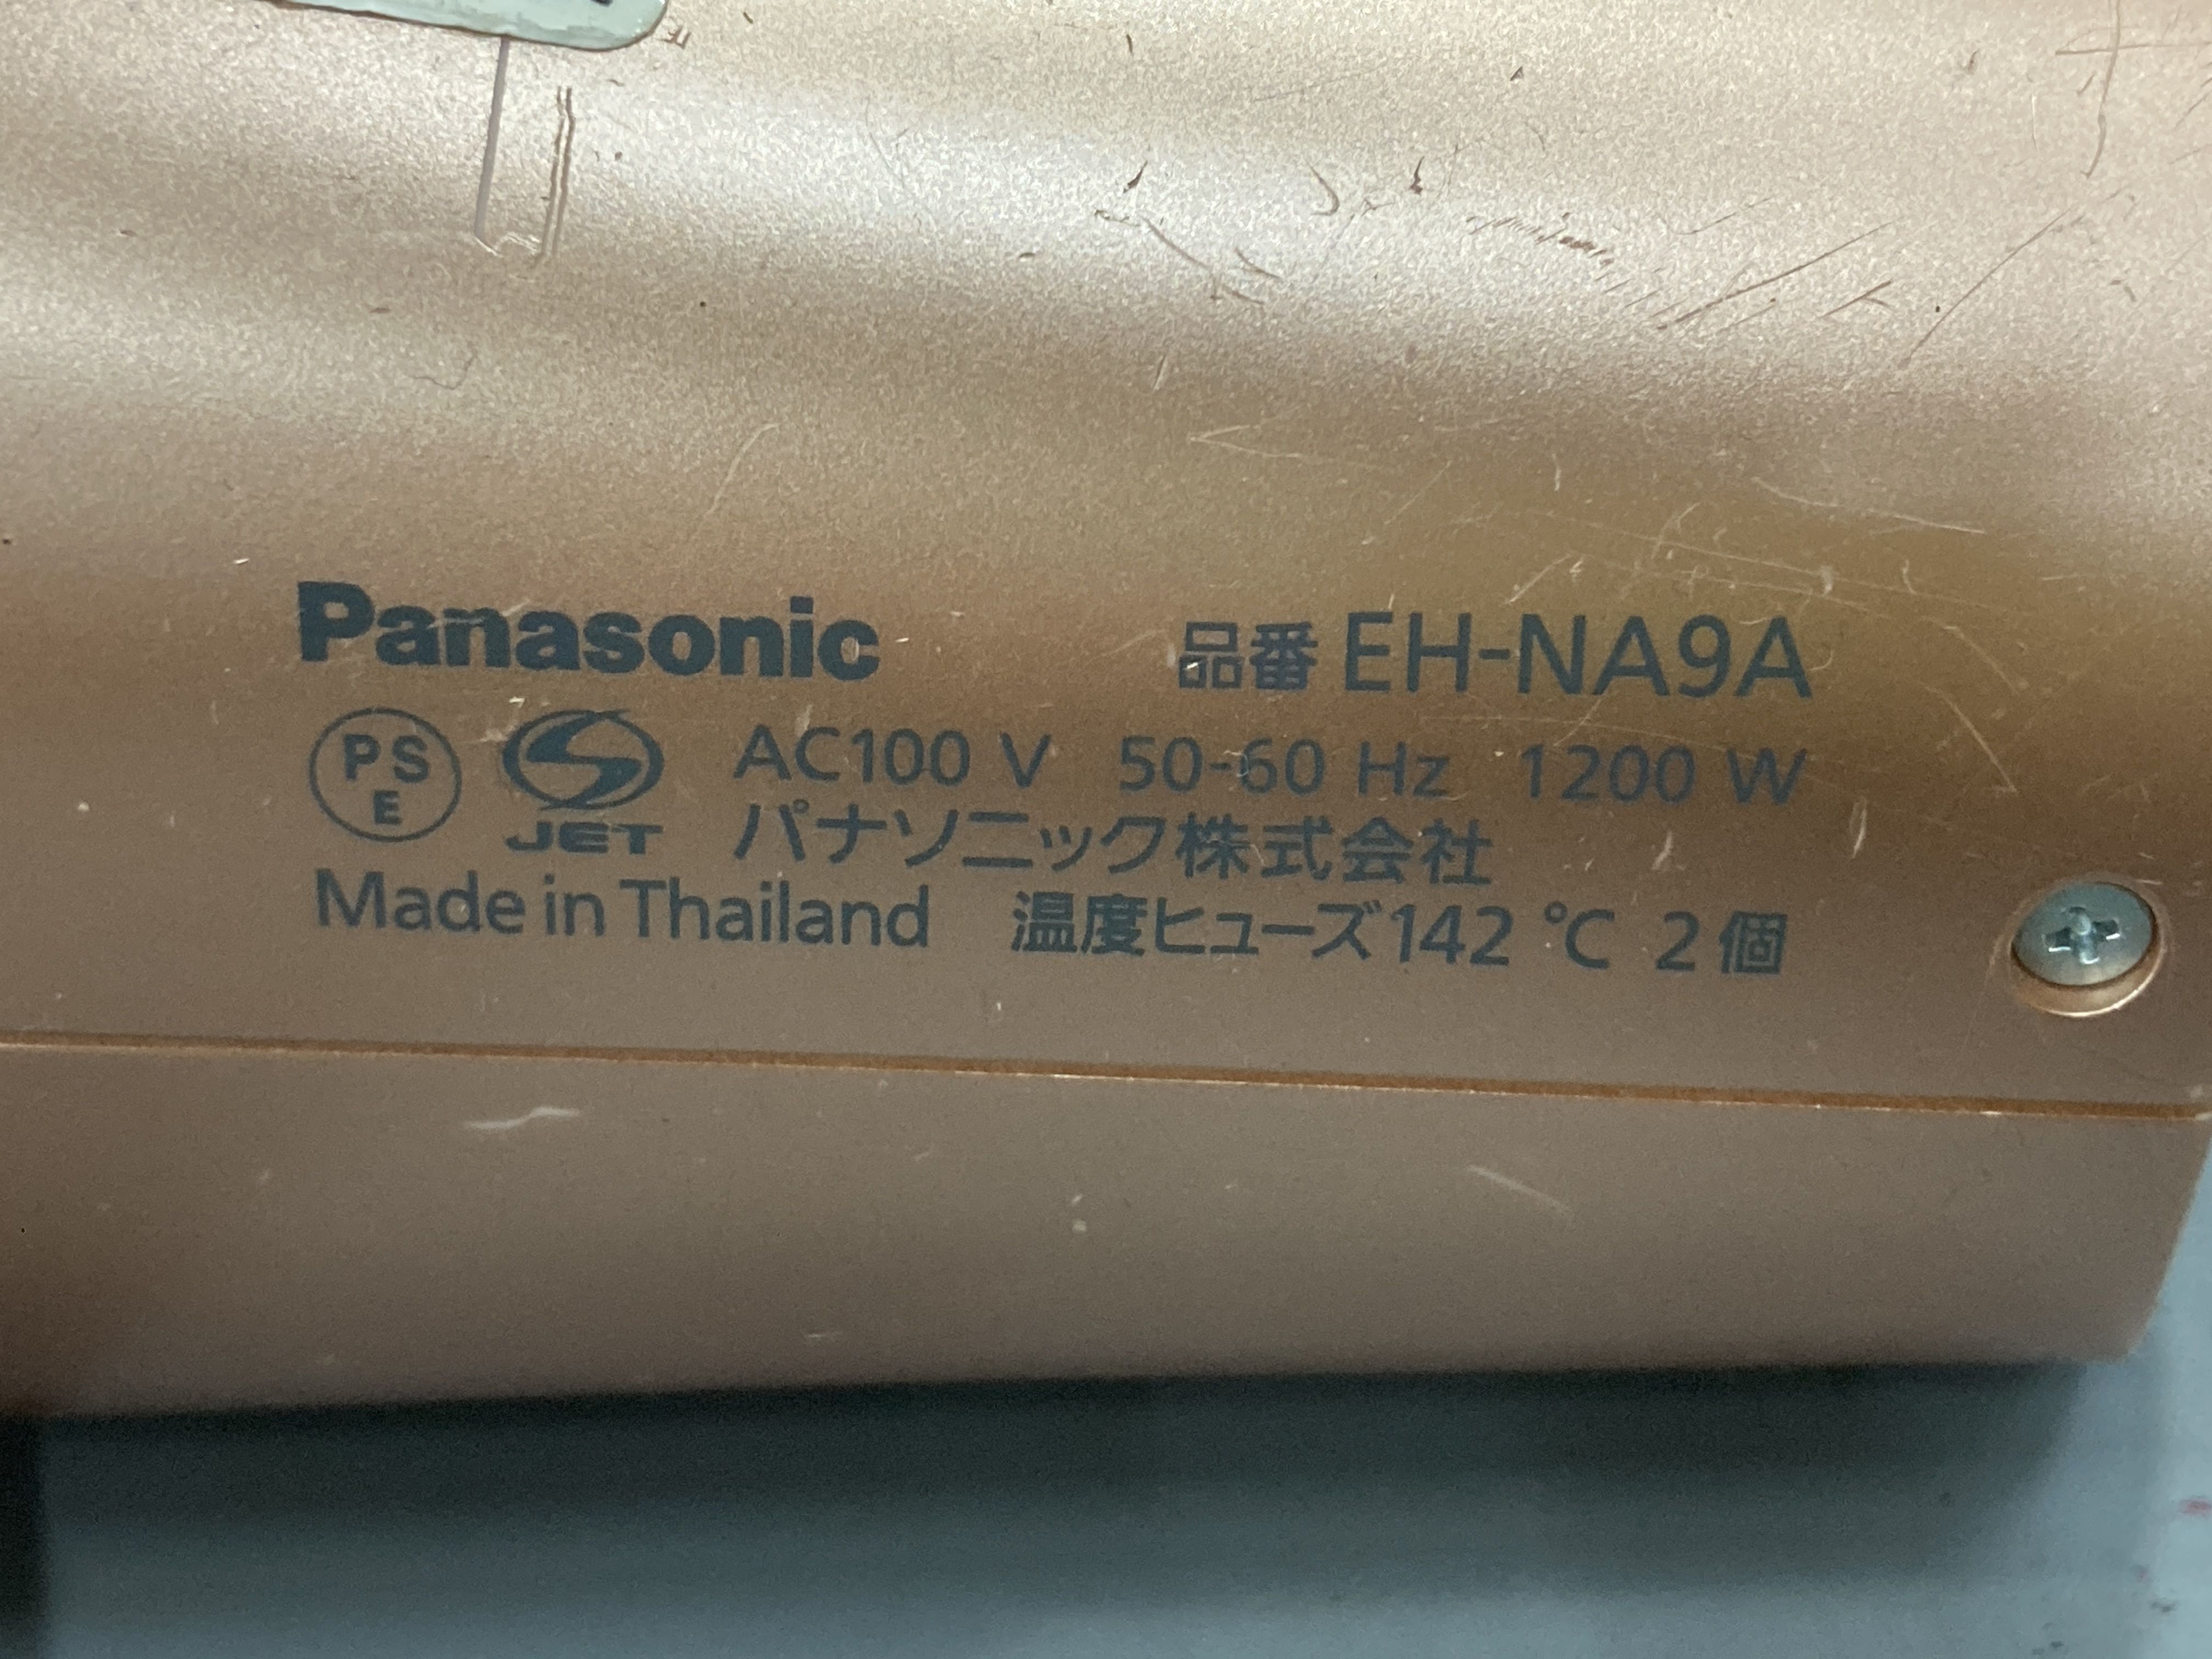 Panasonic 品番 EH-NA9A
PS E JET AC100 V 50-60 Hz 1200 W
パナソニック株式会社
Made in Thailand 温度ヒューズ142 ℃ 2個